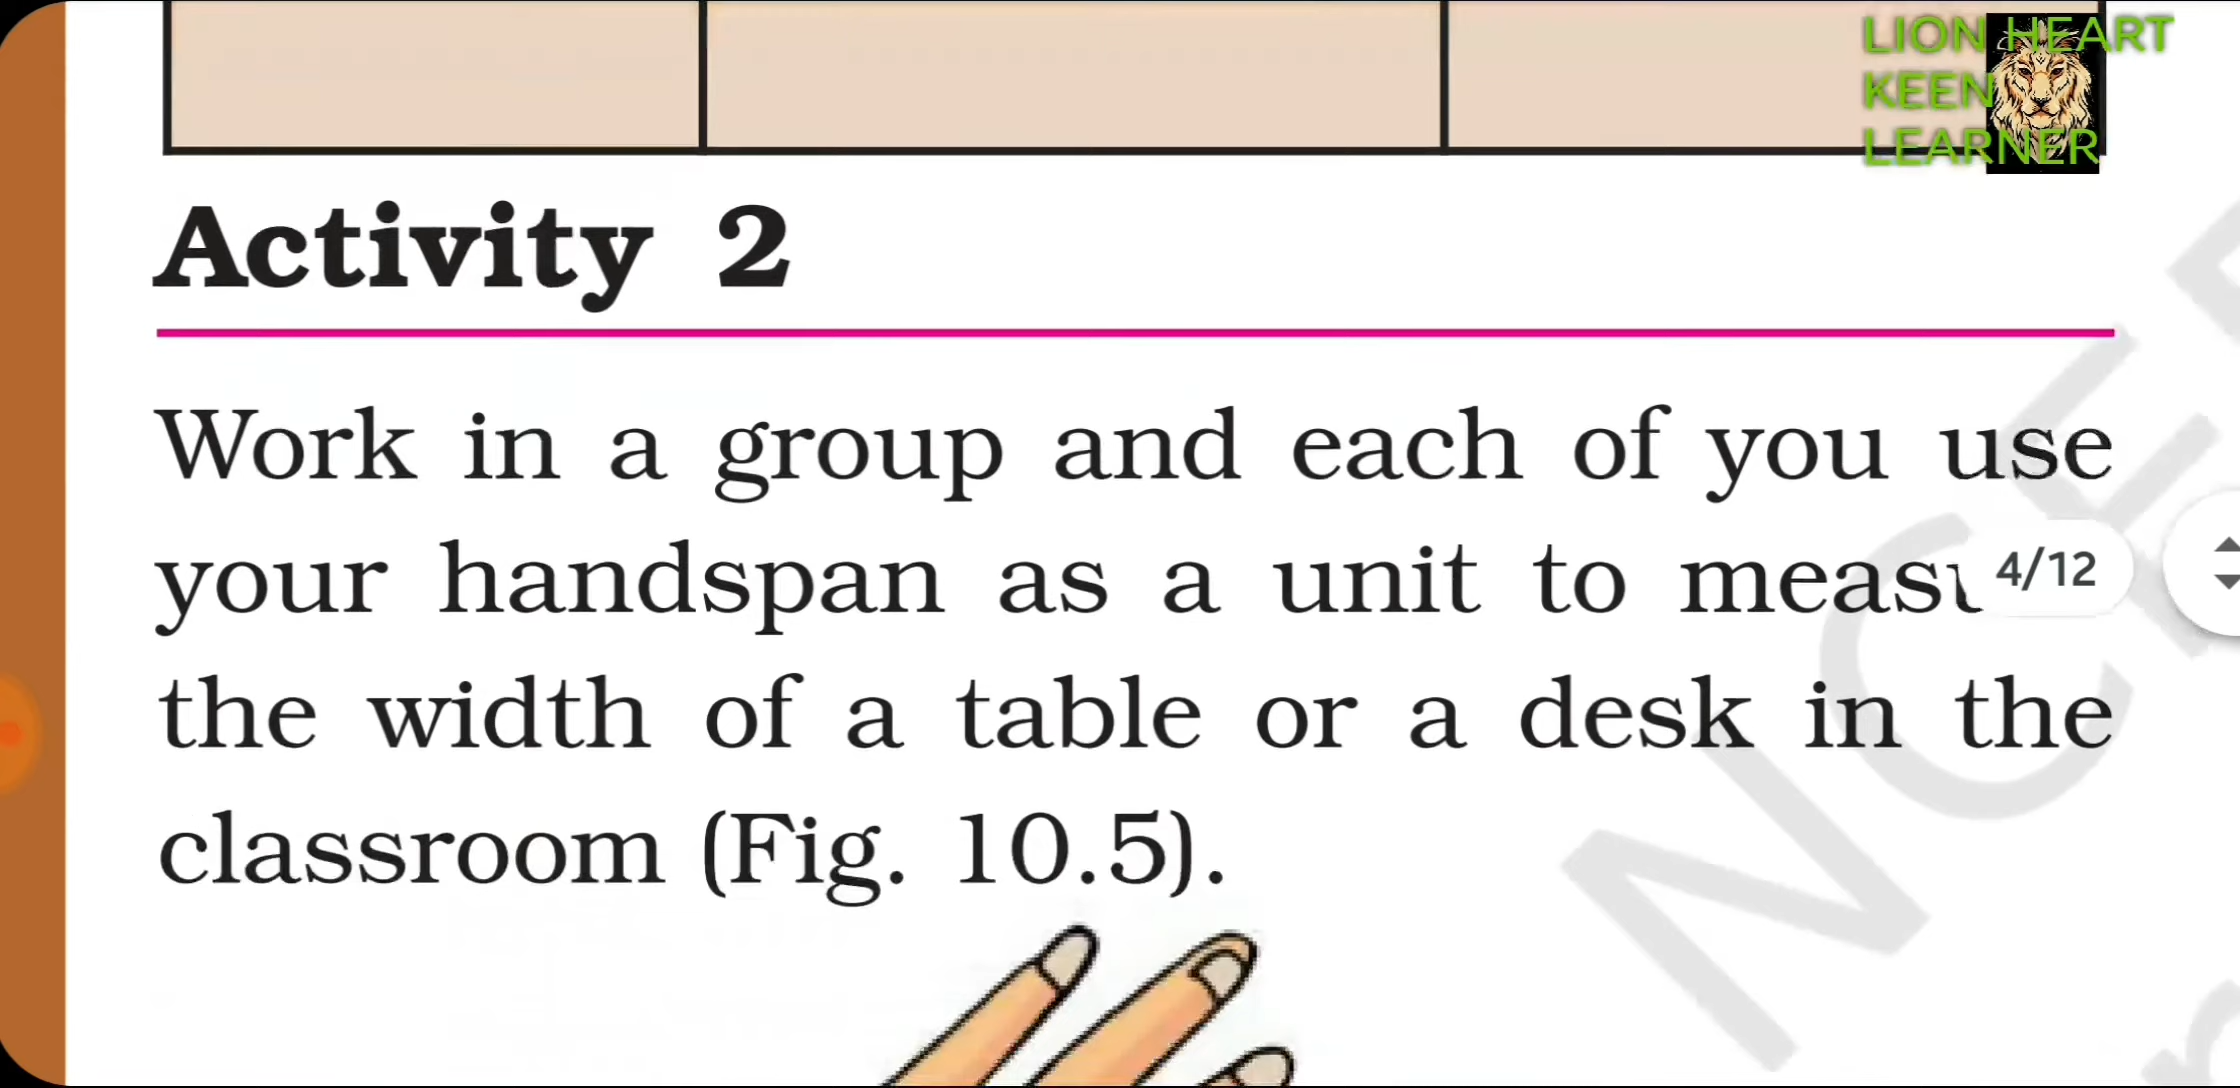 LION HEART
KEEN
LEARNER
Activity 2
Work in a group and each of you use
your handspan as a unit to
4/12
the width of a table or a desk in the
classroom (Fig. 10.5).